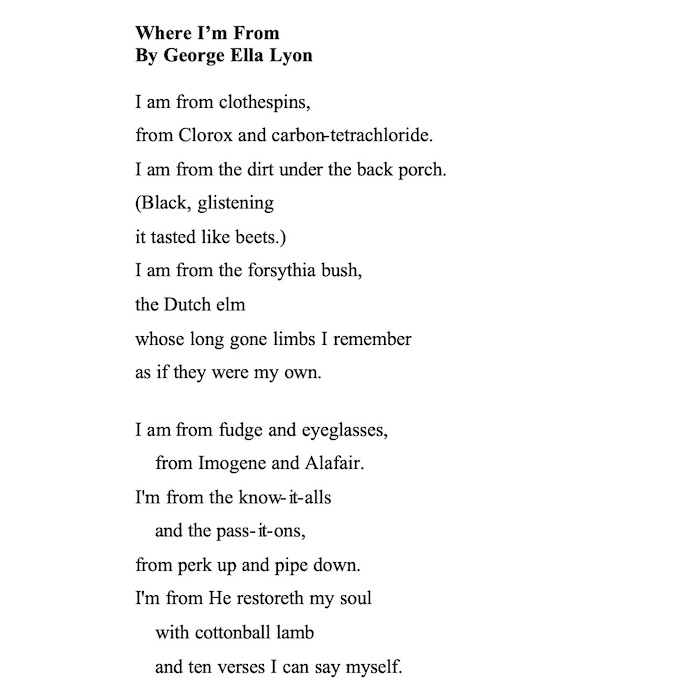 Where I’m From
By George Ella Lyon
I am from clothespins,
from Clorox and carbon-tetrachloride.
I am from the dirt under the back porch.
(Black, glistening
it tasted like beets.)
I am from the forsythia bush,
the Dutch elm
whose long gone limbs I remember
as if they were my own.
I am from fudge and eyeglasses,
from Imogene and Alafair.
I'm from the know-it-alls
and the pass-it-ons,
from perk up and pipe down.
I'm from He restoreth my soul
with cottonball lamb
and ten verses I can say myself.